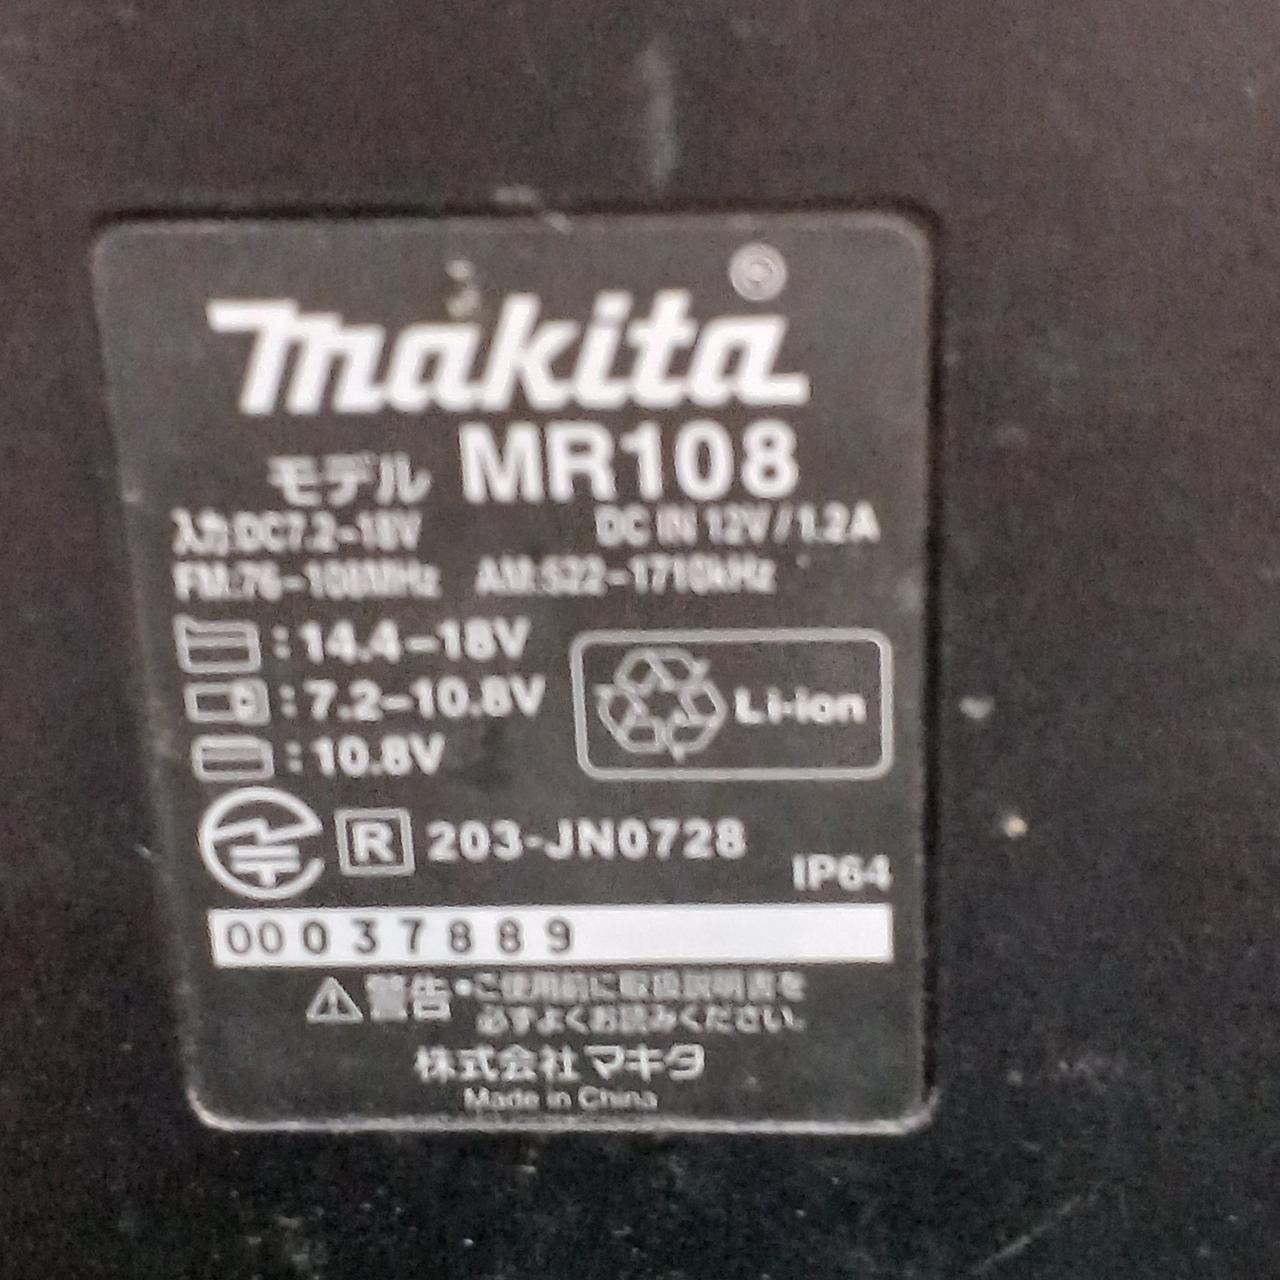 makita
モデル MR108
入力:DC7.2-18V DC IN 12V/1.2A
FM:76-108MHz AM:522-1710kHz
:14.4-18V
:7.2-10.8V
Li-ion
:10.8V
R 203-JN0728
IP64
00037889
警告・ご使用前に取扱説明書を
必ずよくお読みください。
株式会社マキタ
Made in China